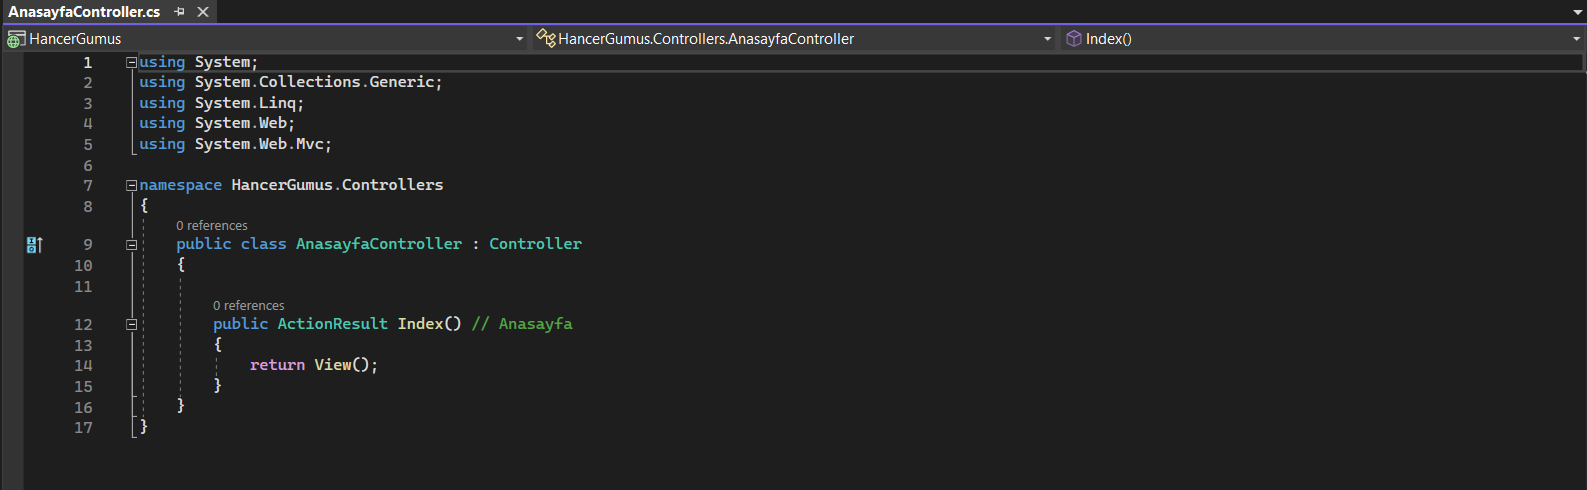 AnasayfaController.cs
HancerGumus HancerGumus.Controllers.AnasayfaController Index()
1 using System;
2 using System.Collections.Generic;
3 using System.Linq;
4 using System.Web;
5 using System.Web.Mvc;
6
7 namespace HancerGumus.Controllers
8 {
0 references
9 public class AnasayfaController : Controller
10 {
11
0 references
12 public ActionResult Index() // Anasayfa
13 {
14 return View();
15 }
16 }
17 }